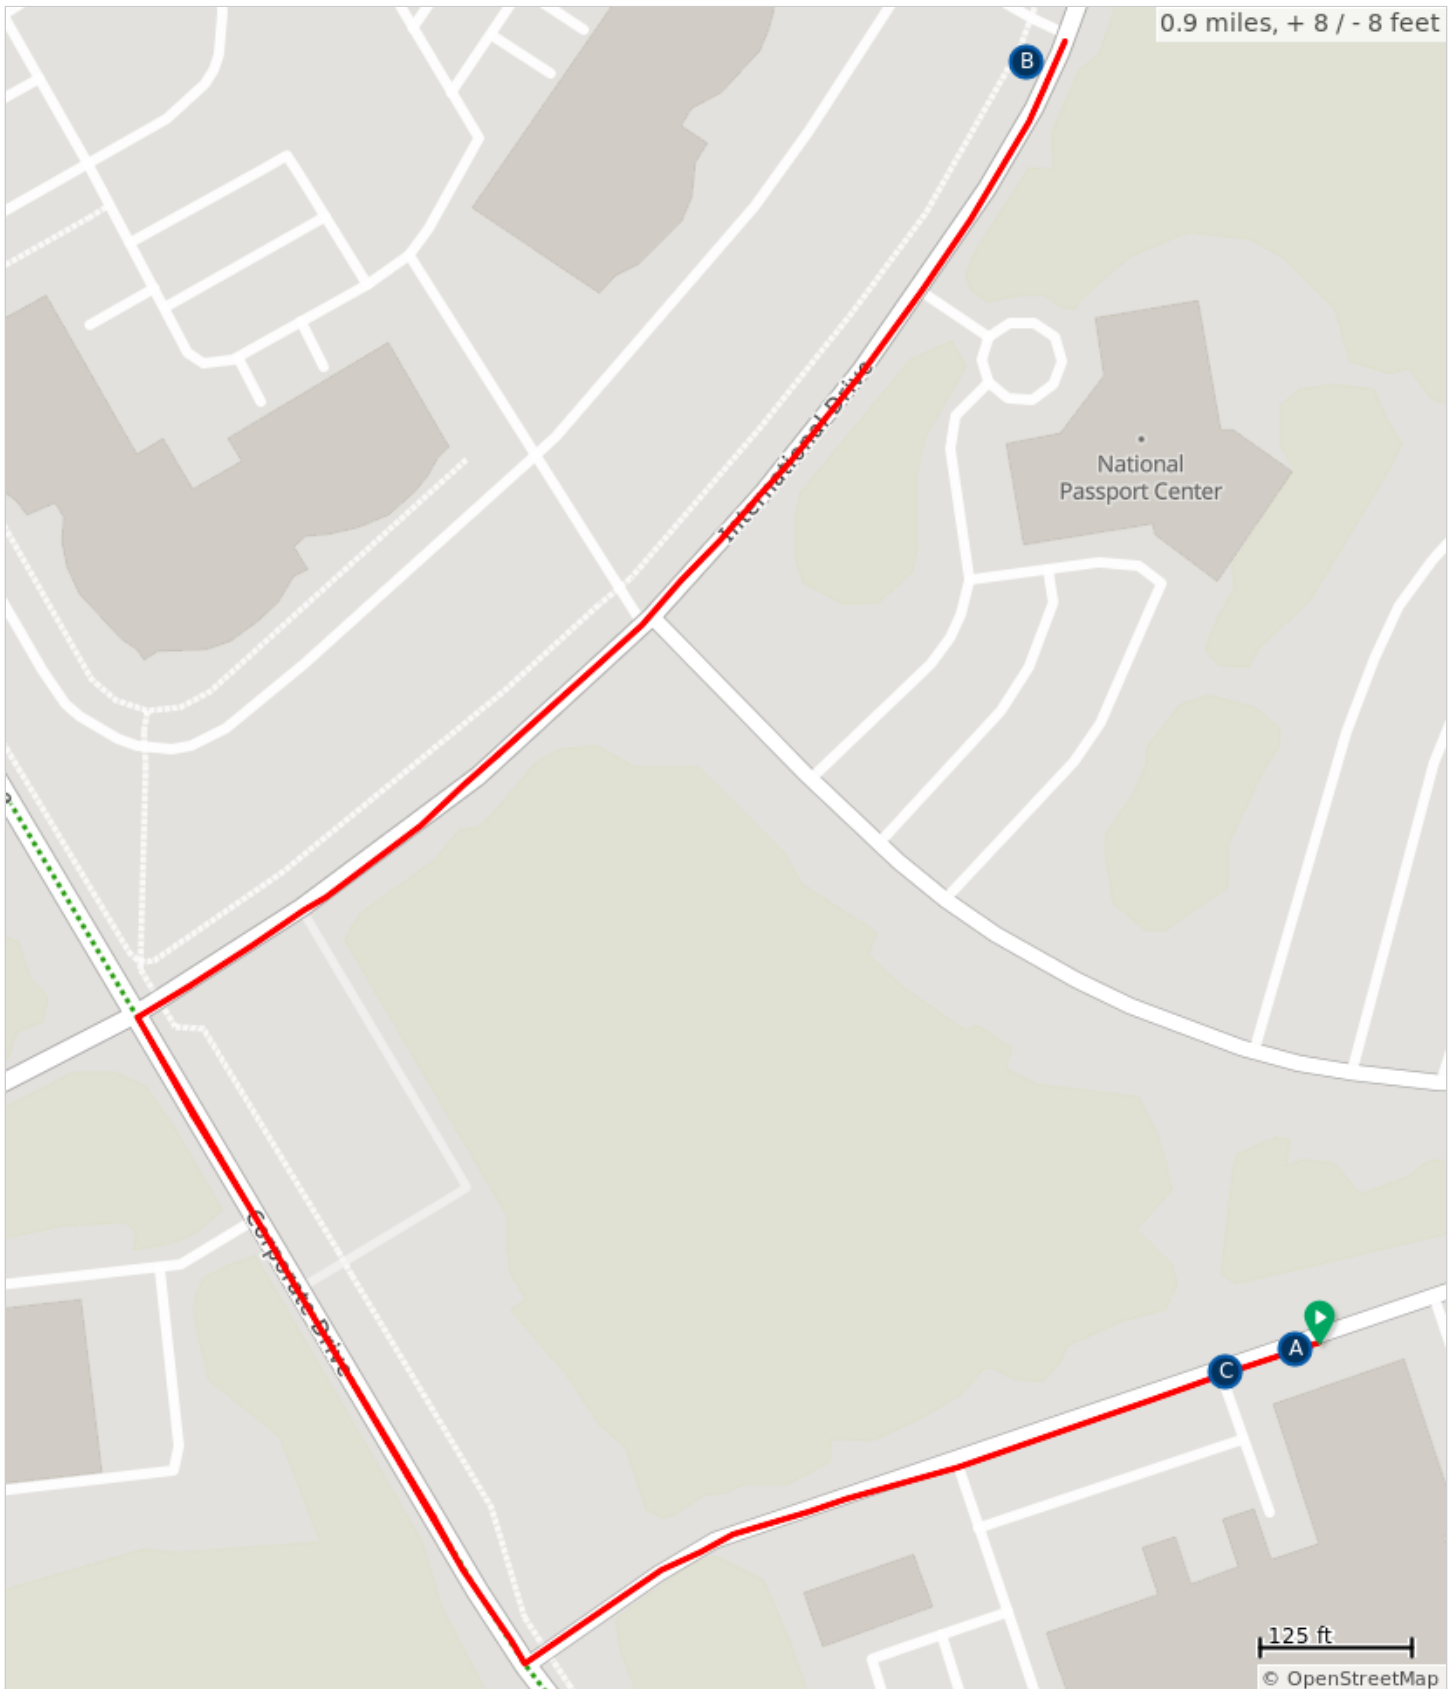 0.9 miles, + 8 / - 8 feet
B
International Drive
National
Passport Center
Corporate Drive
A
C
125 ft
© OpenStreetMap